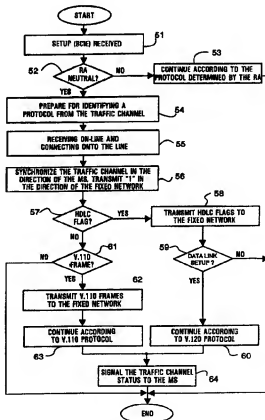 START
SETUP (BCIE) RECEIVED
51
RA
NEUTRAL?
52
NO
53
CONTINUE ACCORDING TO THE
PROTOCOL DETERMINED BY THE RA
YES
PREPARE FOR IDENTIFYING A
PROTOCOL FROM THE TRAFFIC CHANNEL
54
RECEIVING ON-LINE AND
CONNECTING ONTO THE LINE
55
SYNCHRONIZE THE TRAFFIC CHANNEL IN THE
DIRECTION OF THE MS. TRANSMIT "1" IN
THE DIRECTION OF THE FIXED NETWORK
56
57
HDLC
FLAG?
YES
58
TRANSMIT HDLC FLAGS TO
THE FIXED NETWORK
NO
61
NO
V.110
FRAME?
59
DATA LINK
SETUP ?
NO
YES
62
YES
TRANSMIT V.110 FRAMES
TO THE FIXED NETWORK
CONTINUE ACCORDING
TO V.110 PROTOCOL
63
CONTINUE ACCORDING
TO V.120 PROTOCOL
60
SIGNAL THE TRAFFIC CHANNEL
STATUS TO THE MS
64
END